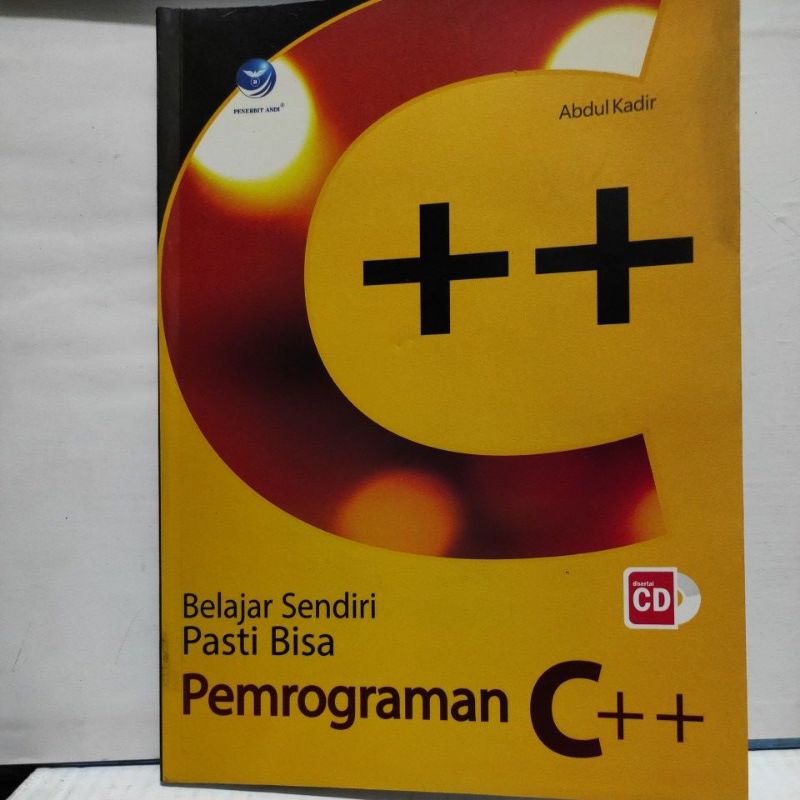 PENERBIT ANDI®
Abdul Kadir
C++
Belajar Sendiri
Pasti Bisa
Pemrograman C++
disertai
CD